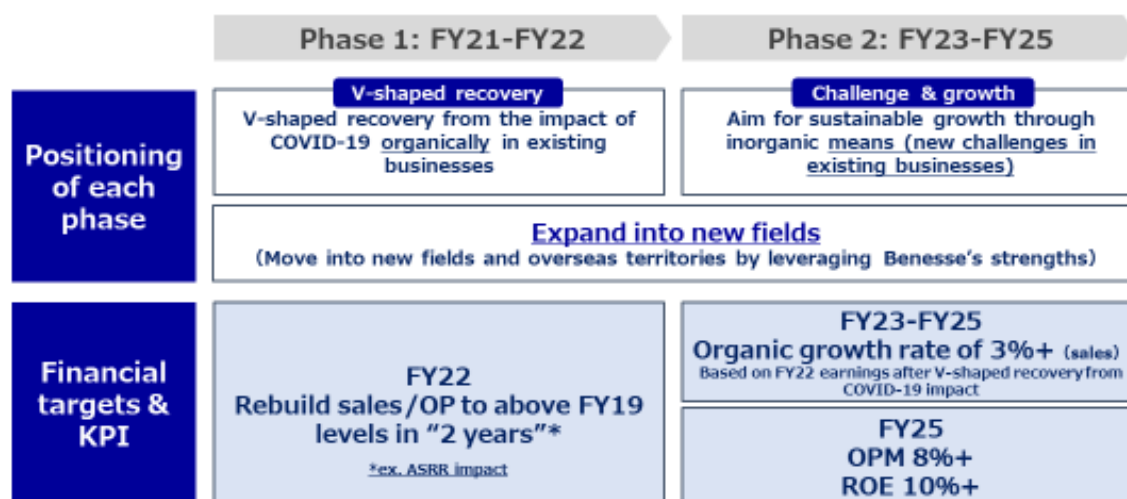 Phase 1: FY21-FY22
Phase 2: FY23-FY25
Positioning
of each
phase
V-shaped recovery
V-shaped recovery from the impact of
COVID-19 organically in existing
businesses
Challenge & growth
Aim for sustainable growth through
inorganic means (new challenges in
existing businesses)
Expand into new fields
(Move into new fields and overseas territories by leveraging Benesse's strengths)
Financial
targets &
KPI
FY22
Rebuild sales/OP to above FY19
levels in "2 years"*
*ex. ASRR impact
FY23-FY25
Organic growth rate of 3%+ (sales)
Based on FY22 earnings after V-shaped recovery from
COVID-19 impact
FY25
OPM 8%+
ROE 10%+